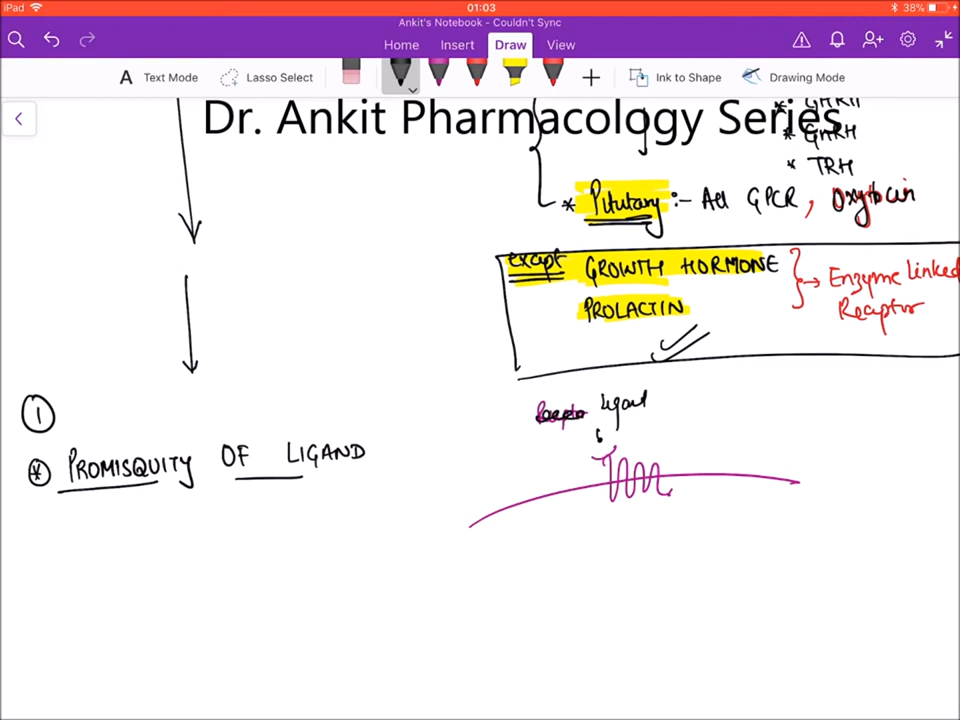 iPad 01:03 38%
Ankit's Notebook - Couldn't Sync
Home Insert Draw View
A Text Mode Lasso Select Ink to Shape Drawing Mode
Dr. Ankit Pharmacology Series
* GnRH
* TRH
* Pitutary :- All GPCR, Oxytocin
except GROWTH HORMONE
PROLACTIN
→ Enzyme linked
Receptor
Ligand
1
* PROMISQUITY OF LIGAND